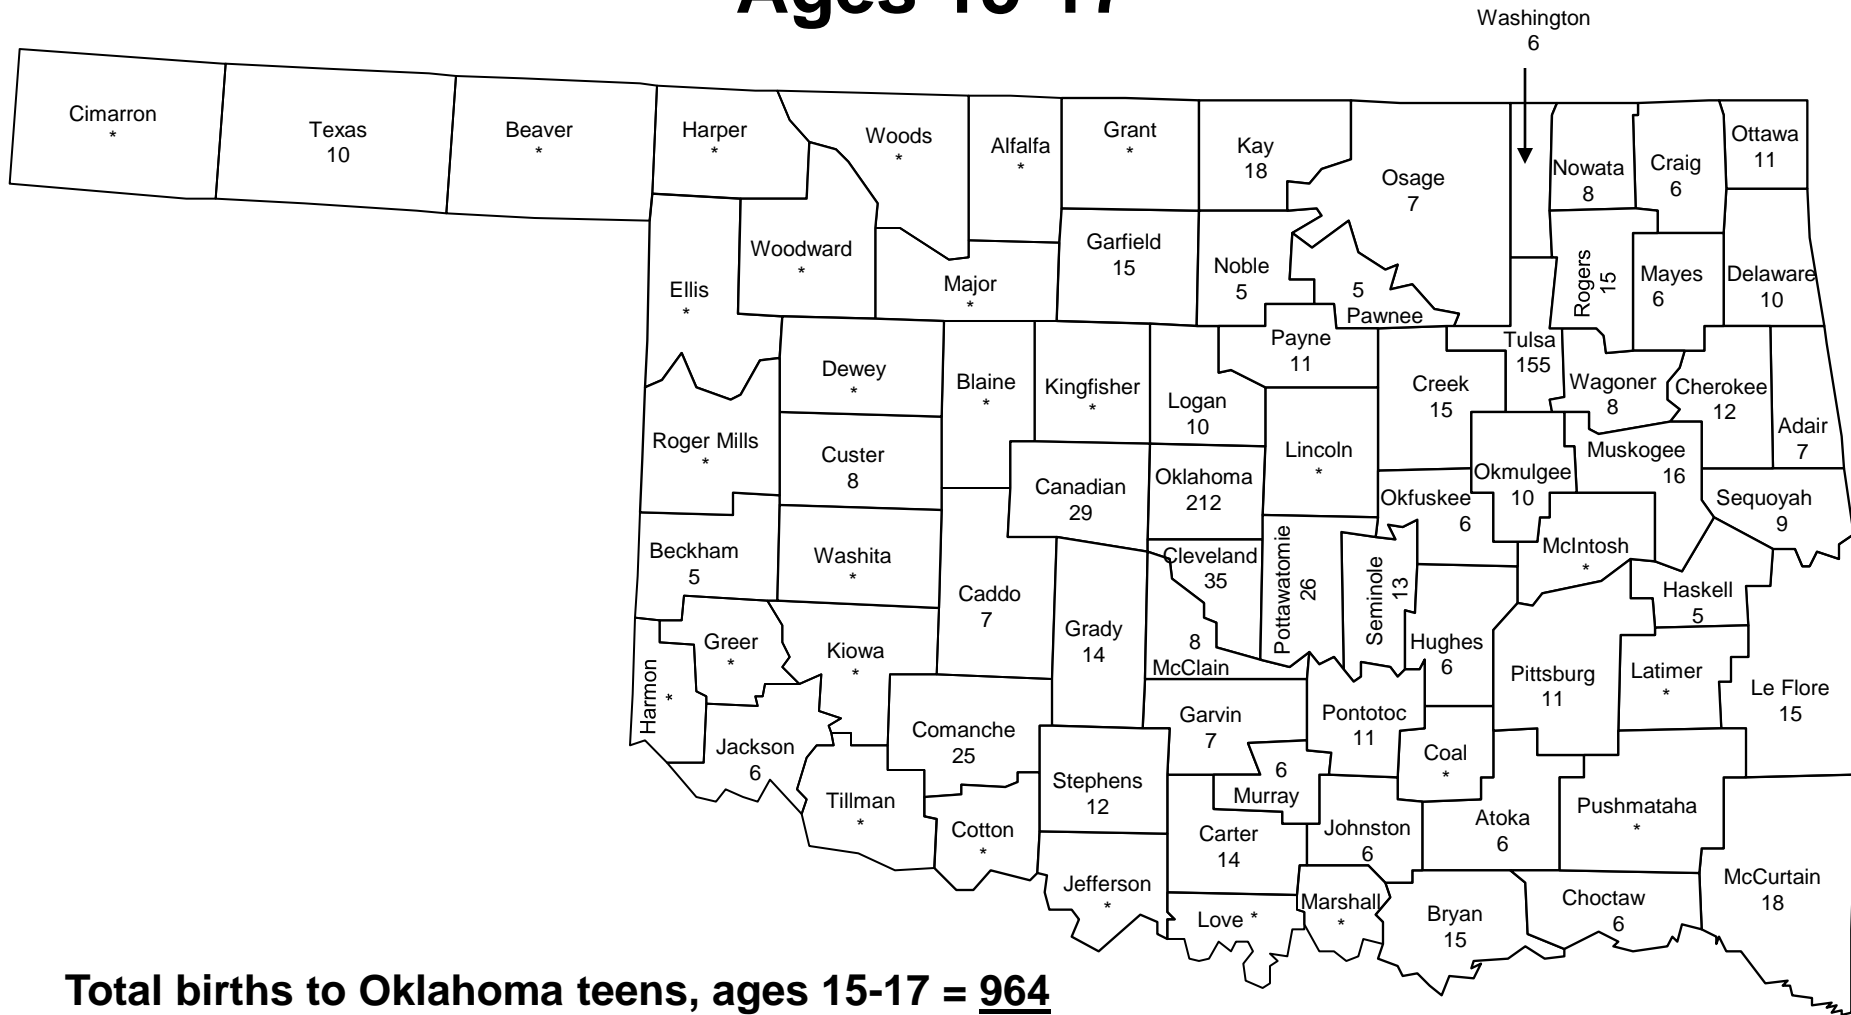 Ages 15-17
Washington
6
Cimarron
*
Texas
10
Beaver
*
Harper
*
Woods
*
Alfalfa
*
Grant
*
Kay
18
Osage
7
Nowata
8
Craig
6
Ottawa
11
Ellis
*
Woodward
*
Major
*
Garfield
15
Noble
5
5
Pawnee
Rogers
15
Mayes
6
Delaware
10
Dewey
*
Blaine
*
Kingfisher
*
Logan
10
Payne
11
Creek
15
Tulsa
155
Wagoner
8
Cherokee
12
Adair
7
Roger Mills
*
Custer
8
Canadian
29
Oklahoma
212
Lincoln
*
Okfuskee
6
Okmulgee
10
Muskogee
16
Sequoyah
9
Beckham
5
Washita
*
Caddo
7
Grady
14
Cleveland
35
8
McClain
Pottawatomie
26
Seminole
13
Hughes
6
McIntosh
*
Haskell
5
Harmon
*
Greer
*
Kiowa
*
Pittsburg
11
Latimer
*
Le Flore
15
Jackson
6
Comanche
25
Garvin
7
Pontotoc
11
Coal
*
Tillman
*
Cotton
*
Stephens
12
6
Murray
Carter
14
Johnston
6
Atoka
6
Pushmataha
*
Jefferson
*
Love *
Marshall
*
Bryan
15
Choctaw
6
McCurtain
18
Total births to Oklahoma teens, ages 15-17 = 964